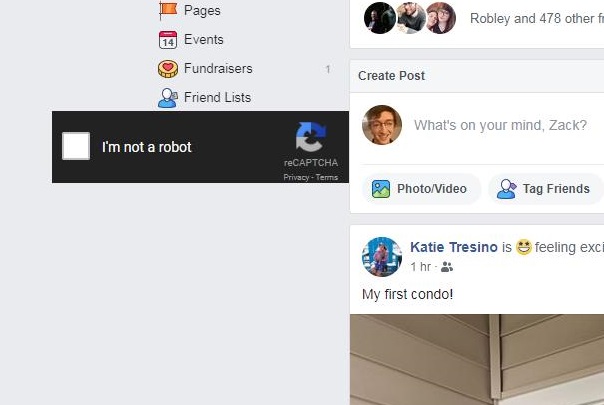 Pages
14
Events
Fundraisers 1
Friend Lists
I'm not a robot
reCAPTCHA
Privacy - Terms
Robley and 478 other fr
Create Post
What's on your mind, Zack?
Photo/Video
Tag Friends
Katie Tresino is feeling exci
1 hr ·
My first condo!